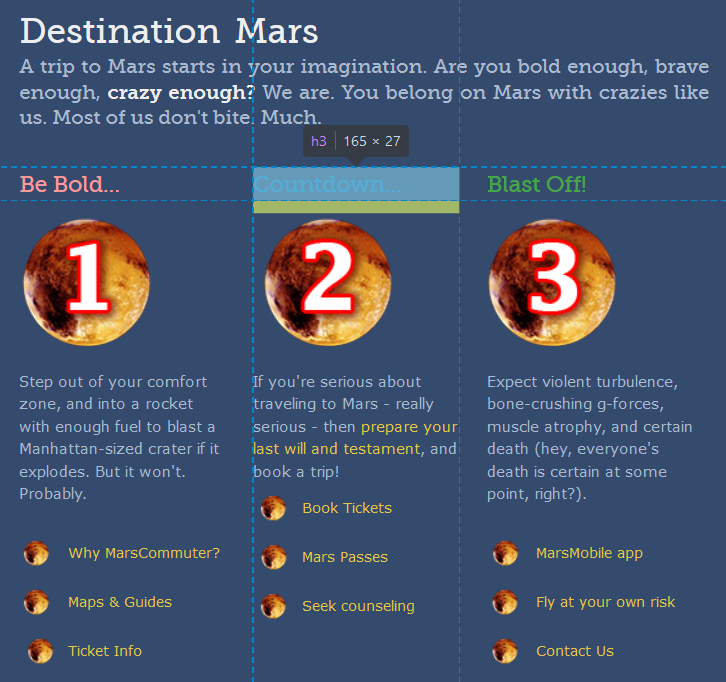 Destination Mars
A trip to Mars starts in your imagination. Are you bold enough, brave
enough, crazy enough? We are. You belong on Mars with crazies like
us. Most of us don't bite. Much.
h3 165 × 27
Be Bold...
Countdown...
Blast Off!
1
2
3
Step out of your comfort
zone, and into a rocket
with enough fuel to blast a
Manhattan-sized crater if it
explodes. But it won't.
Probably.
Why MarsCommuter?
Maps & Guides
Ticket Info
If you're serious about
traveling to Mars - really
serious - then prepare your
last will and testament, and
book a trip!
Book Tickets
Mars Passes
Seek counseling
Expect violent turbulence,
bone-crushing g-forces,
muscle atrophy, and certain
death (hey, everyone's
death is certain at some
point, right?).
MarsMobile app
Fly at your own risk
Contact Us